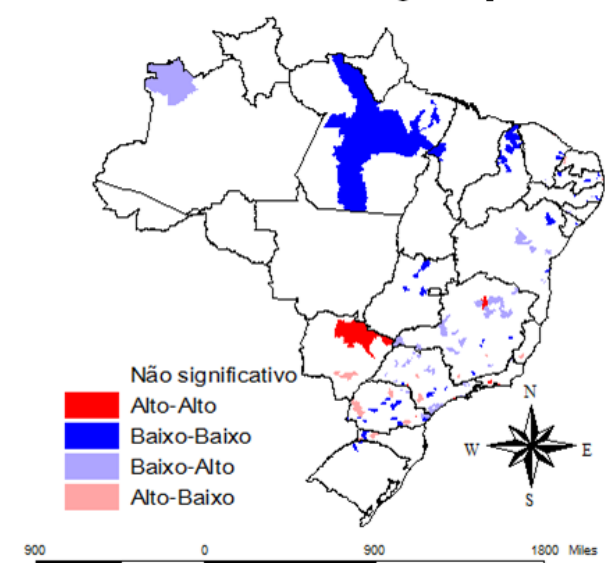 Não significativo
Alto-Alto
Baixo-Baixo
Baixo-Alto
Alto-Baixo
N
W E
S
900 0 900 1800 Miles